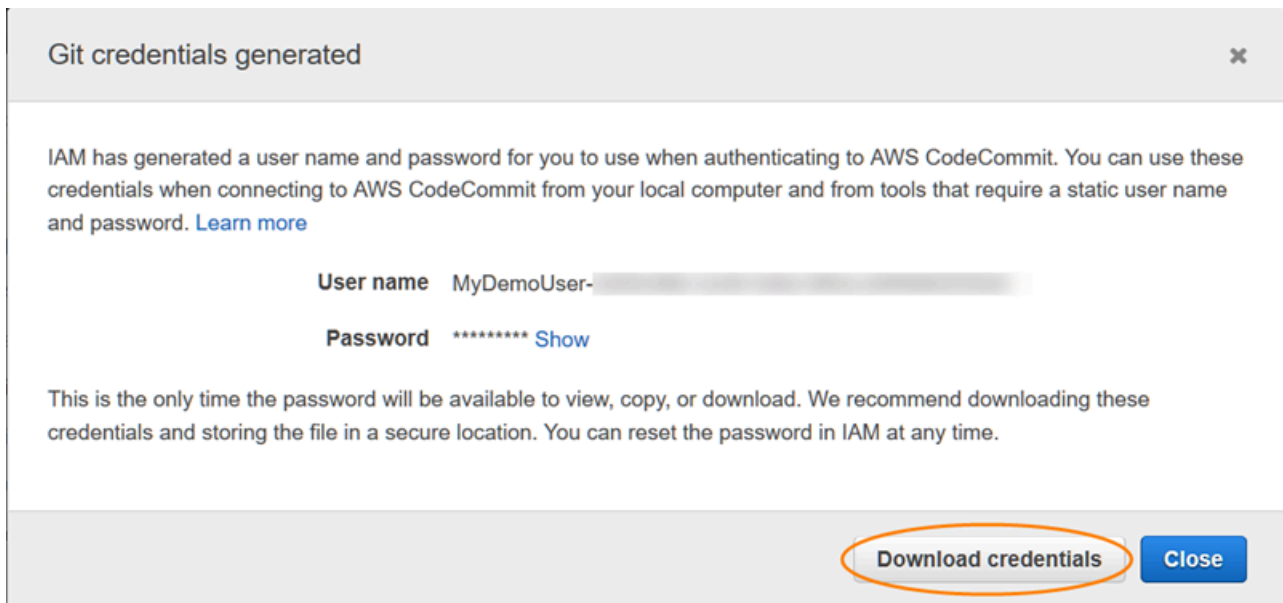 Git credentials generated
IAM has generated a user name and password for you to use when authenticating to AWS CodeCommit. You can use these
credentials when connecting to AWS CodeCommit from your local computer and from tools that require a static user name
and password. Learn more
User name MyDemoUser-
Password ********* Show
This is the only time the password will be available to view, copy, or download. We recommend downloading these
credentials and storing the file in a secure location. You can reset the password in IAM at any time.
Download credentials Close